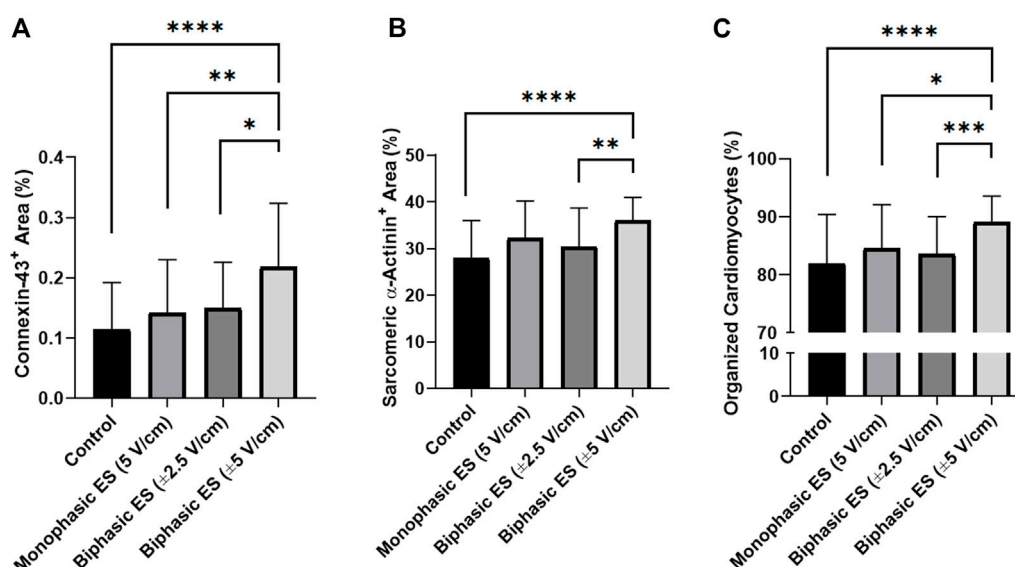 A
****
**
*
Connexin-43+ Area (%)
0.4
0.3
0.2
0.1
0.0
Control
Monophasic ES (5 V/cm)
Biphasic ES (±2.5 V/cm)
Biphasic ES (±5 V/cm)
B
****
**
Sarcomeric α-Actinin+ Area (%)
50
40
30
20
10
0
Control
Monophasic ES (5 V/cm)
Biphasic ES (±2.5 V/cm)
Biphasic ES (±5 V/cm)
C
****
*
***
Organized Cardiomyocytes (%)
100
90
80
70
10
0
Control
Monophasic ES (5 V/cm)
Biphasic ES (±2.5 V/cm)
Biphasic ES (±5 V/cm)